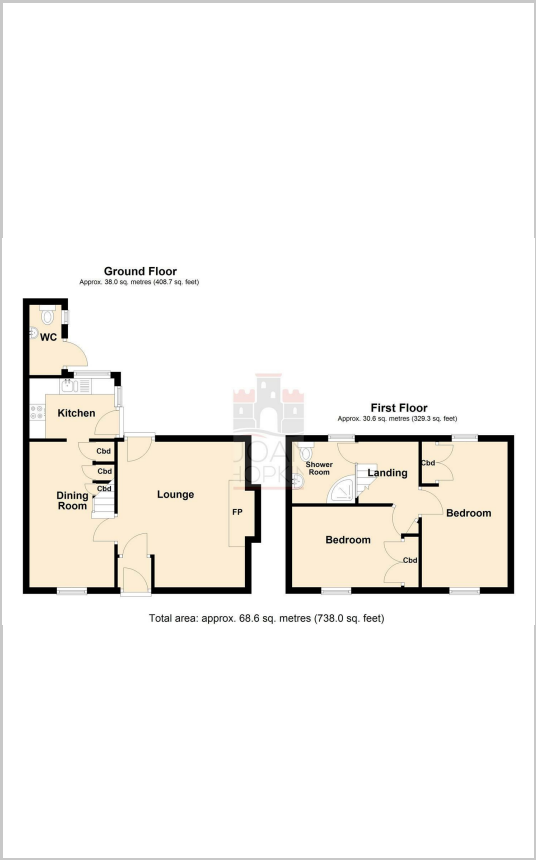 Ground Floor
Approx. 38.0 sq. metres (408.7 sq. feet)
WC
Kitchen
Cbd
Cbd
Cbd
Dining
Room
Lounge
FP
First Floor
Approx. 30.6 sq. metres (329.3 sq. feet)
Shower
Room
Landing
Cbd
Bedroom
Bedroom
Cbd
Total area: approx. 68.6 sq. metres (738.0 sq. feet)